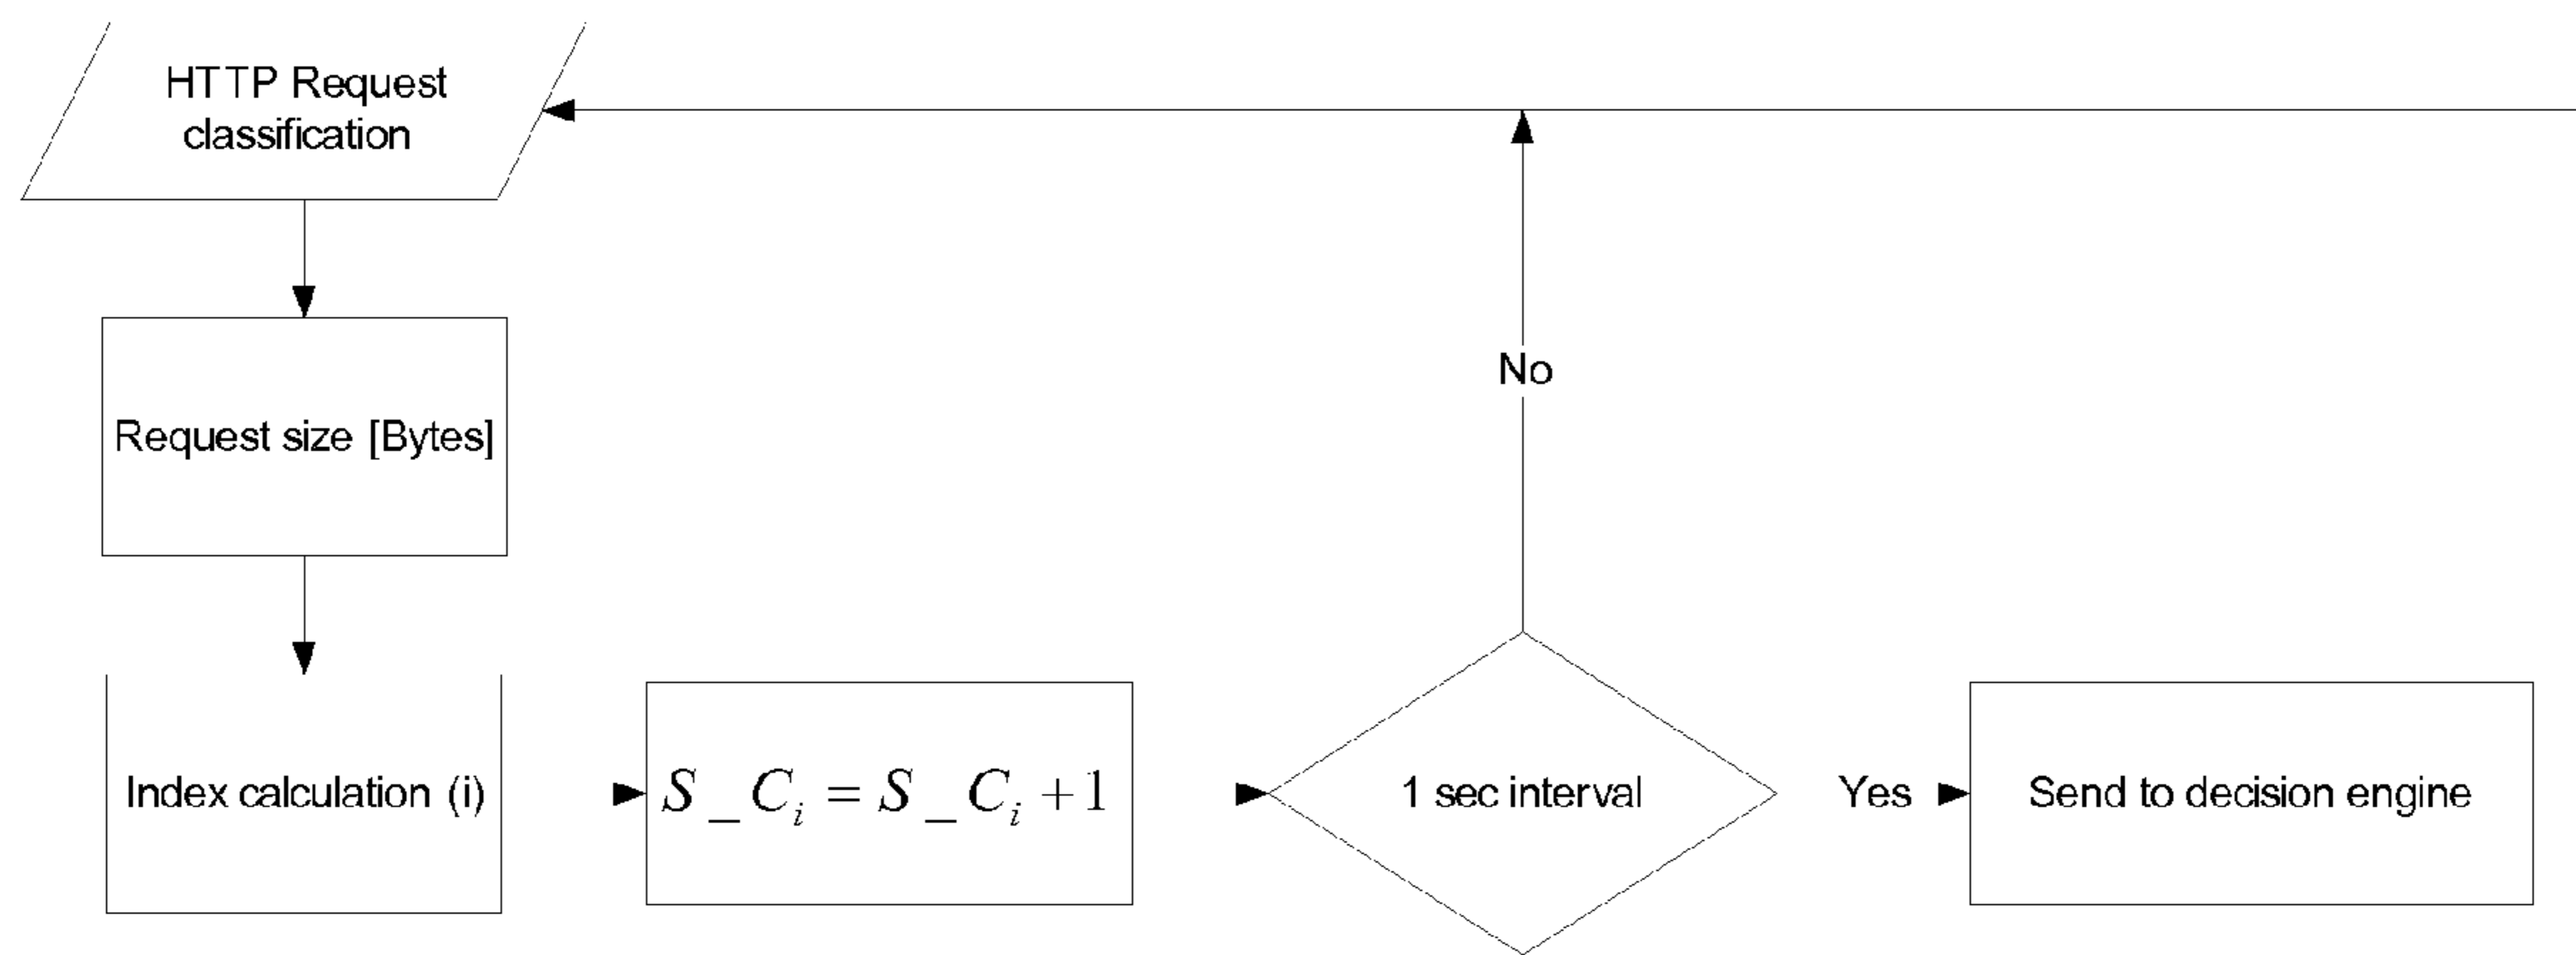 HTTP Request
classification
Request size [Bytes]
Index calculation (i)
S_C_i = S_C_i + 1
1 sec interval
No
Yes
Send to decision engine